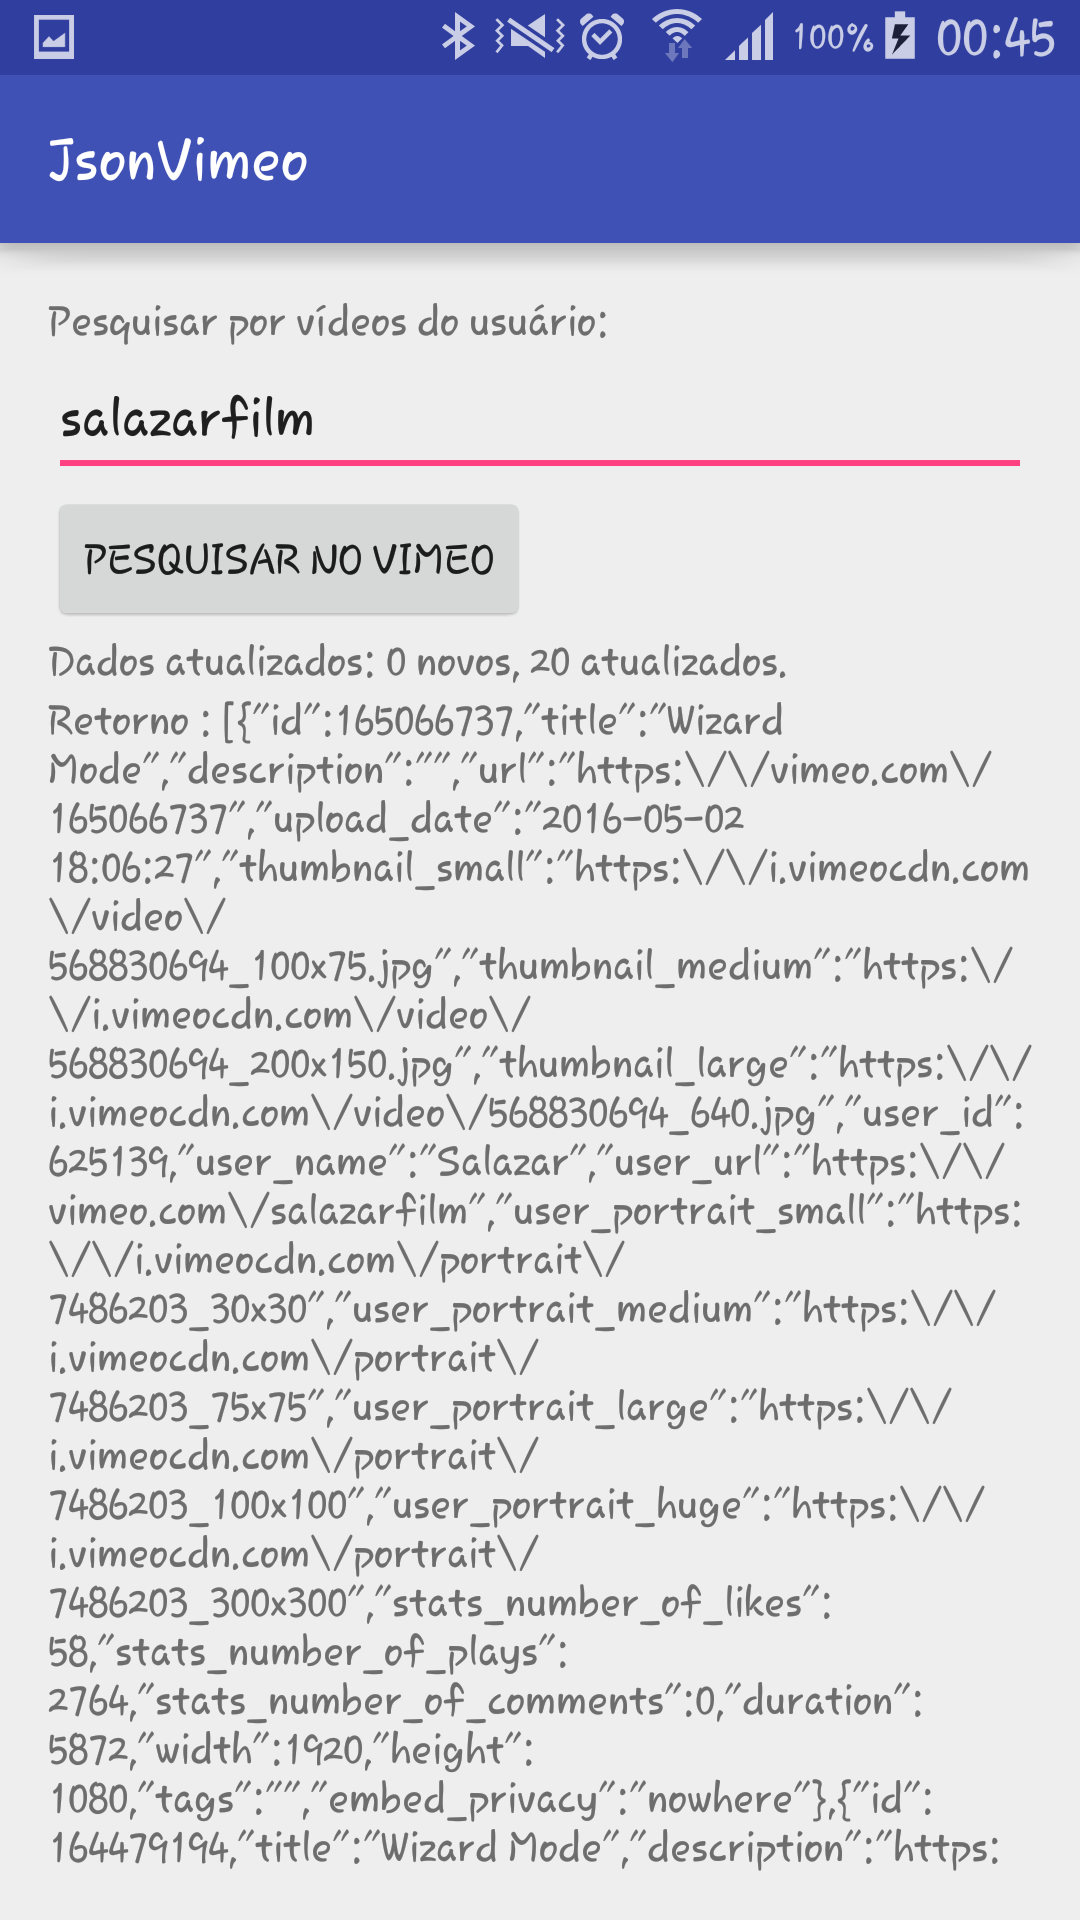 100% 00:45
JsonVimeo
Pesquisar por vídeos do usuário:
salazarfilm
PESQUISAR NO VIMEO
Dados atualizados: 0 novos, 20 atualizados.
Retorno : [{"id":165066737,"title":"Wizard
Mode","description":"","url":"https:\/\/vimeo.com\/
165066737","upload_date":"2016-05-02
18:06:27","thumbnail_small":"https:\/\/i.vimeocdn.com
\/video\/
568830694_100x75.jpg","thumbnail_medium":"https:\/
\/i.vimeocdn.com\/video\/
568830694_200x150.jpg","thumbnail_large":"https:\/\/
i.vimeocdn.com\/video\/568830694_640.jpg","user_id":
625139,"user_name":"Salazar","user_url":"https:\/\/
vimeo.com\/salazarfilm","user_portrait_small":"https:
\/\/i.vimeocdn.com\/portrait\/
7486203_30x30","user_portrait_medium":"https:\/\/
i.vimeocdn.com\/portrait\/
7486203_75x75","user_portrait_large":"https:\/\/
i.vimeocdn.com\/portrait\/
7486203_100x100","user_portrait_huge":"https:\/\/
i.vimeocdn.com\/portrait\/
7486203_300x300","stats_number_of_likes":
58,"stats_number_of_plays":
2764,"stats_number_of_comments":0,"duration":
5872,"width":1920,"height":
1080,"tags":"","embed_privacy":"nowhere"},{"id":
164479194,"title":"Wizard Mode","description":"https: